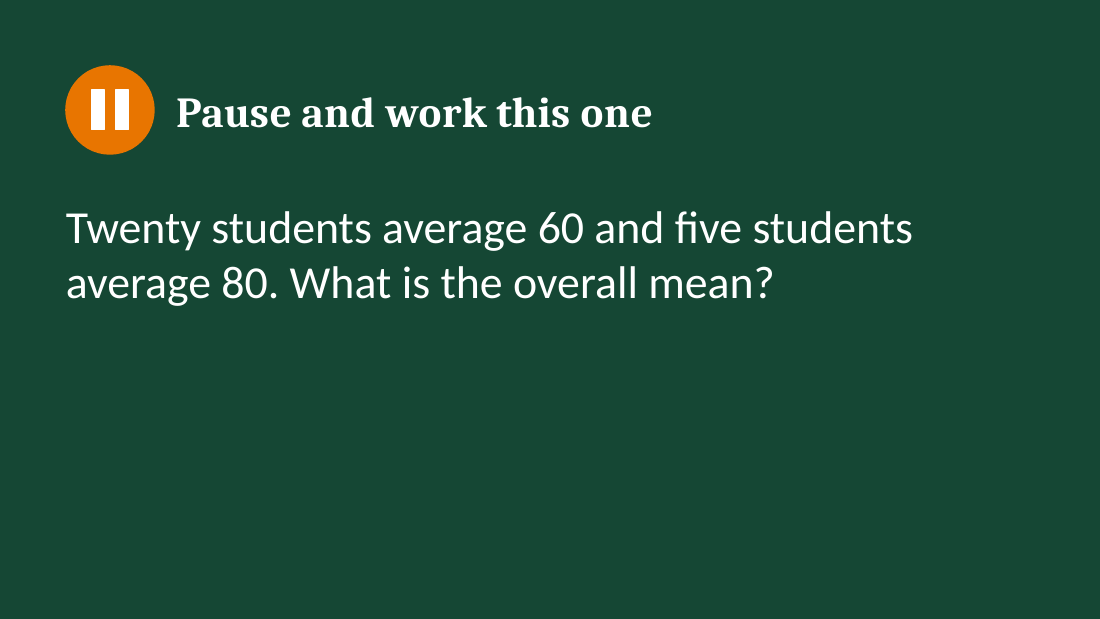 Pause and work this one
Twenty students average 60 and five students
average 80. What is the overall mean?